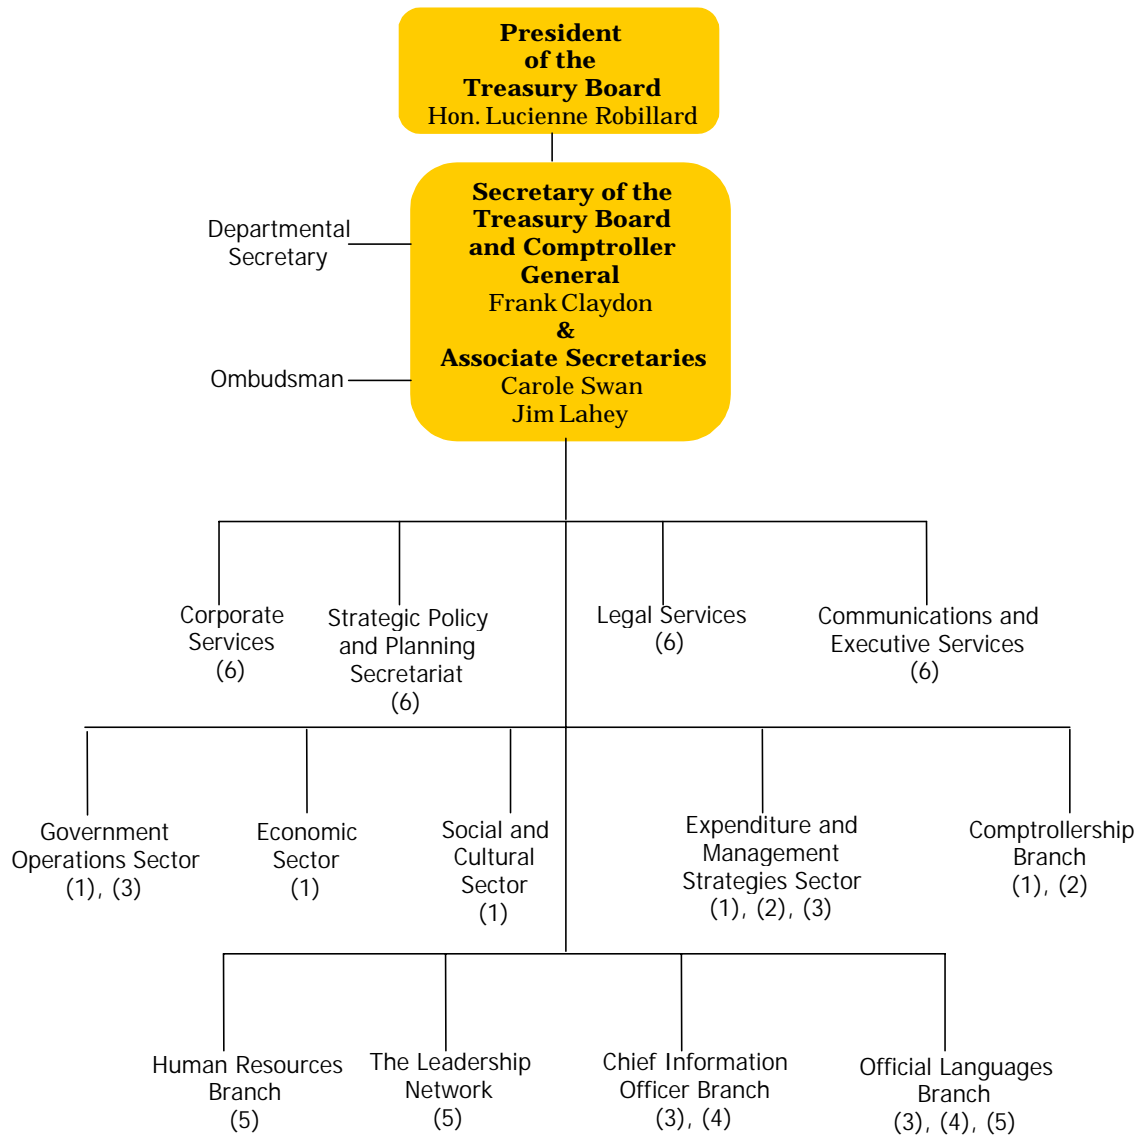 President
of the
Treasury Board
Hon. Lucienne Robillard
Secretary of the
Treasury Board
and Comptroller
General
Frank Claydon
&
Associate Secretaries
Carole Swan
Jim Lahey
Departmental
Secretary
Ombudsman
Corporate
Services
(6)
Strategic Policy
and Planning
Secretariat
(6)
Legal Services
(6)
Communications and
Executive Services
(6)
Government
Operations Sector
(1), (3)
Economic
Sector
(1)
Social and
Cultural
Sector
(1)
Expenditure and
Management
Strategies Sector
(1), (2), (3)
Comptrollership
Branch
(1), (2)
Human Resources
Branch
(5)
The Leadership
Network
(5)
Chief Information
Officer Branch
(3), (4)
Official Languages
Branch
(3), (4), (5)